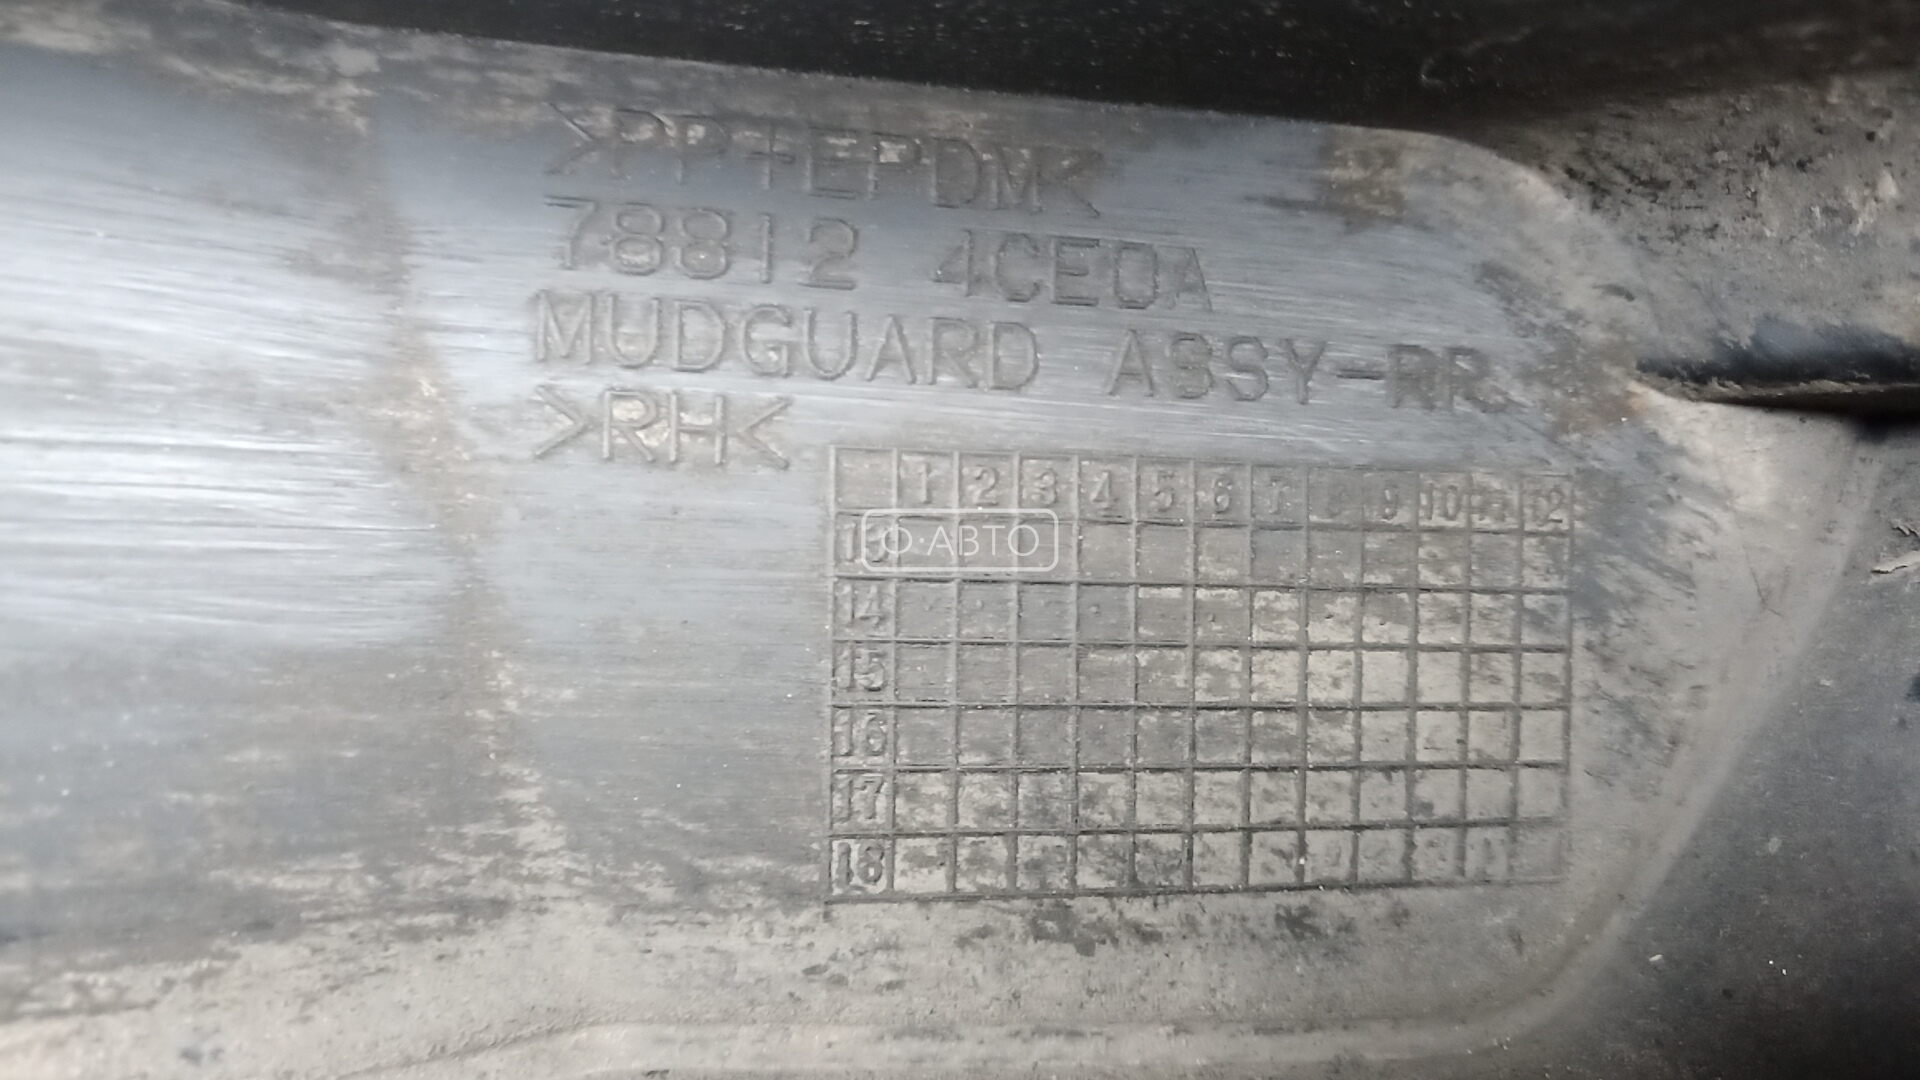 >PP+EPDM<
78812 4CE0A
MUDGUARD ASSY-RR
>RH<
1 2 3 4 5 6 7 8 9 10 11 12
13
Ф·АВТО
14
15
16
17
18